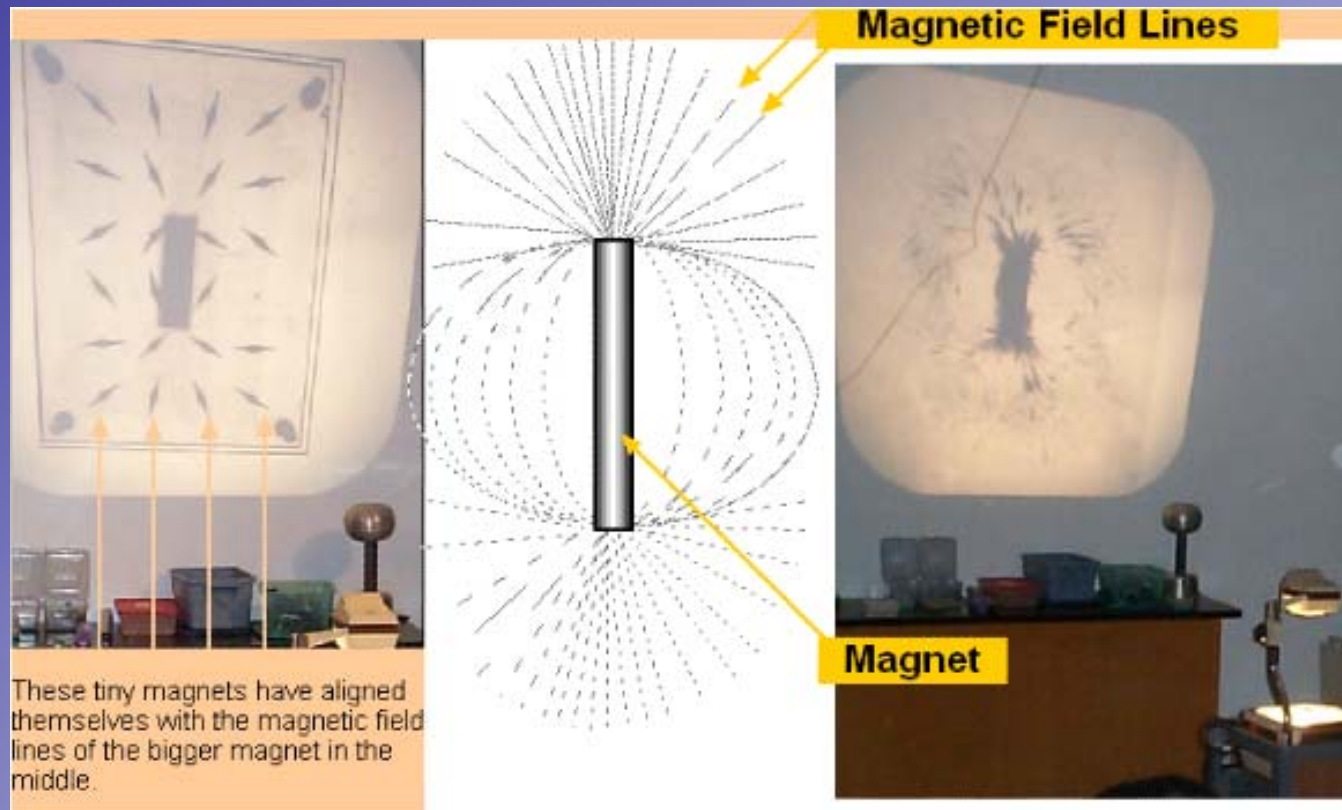 Magnetic Field Lines
Magnet
These tiny magnets have aligned
themselves with the magnetic field
lines of the bigger magnet in the
middle.